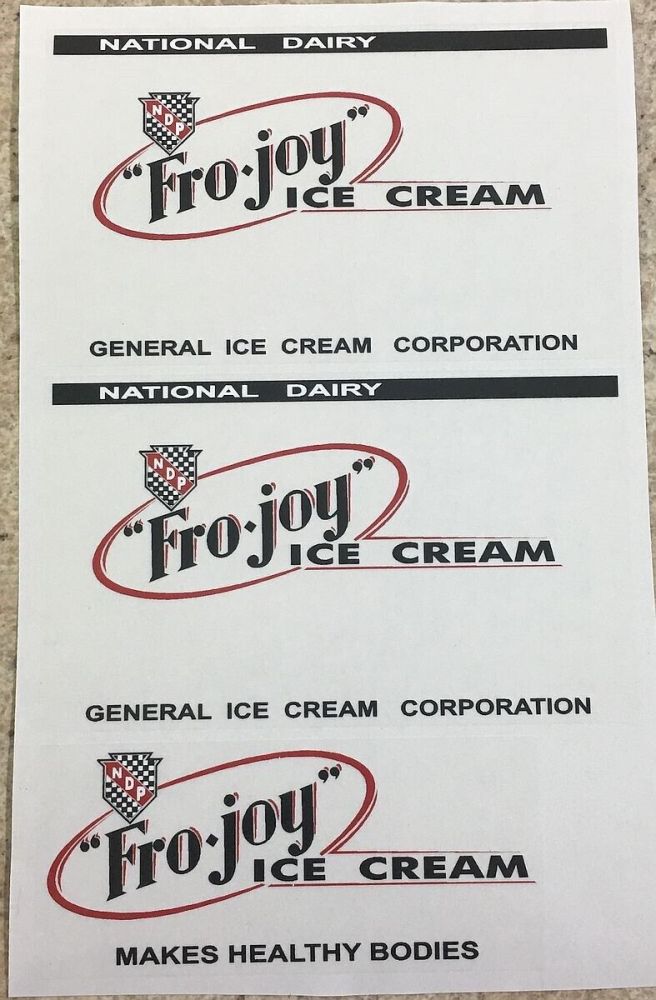 NATIONAL DAIRY
NDP
"Fro-joy"
ICE CREAM
GENERAL ICE CREAM CORPORATION
NATIONAL DAIRY
NDP
"Fro-joy"
ICE CREAM
GENERAL ICE CREAM CORPORATION
NDP
"Fro-joy"
ICE CREAM
MAKES HEALTHY BODIES